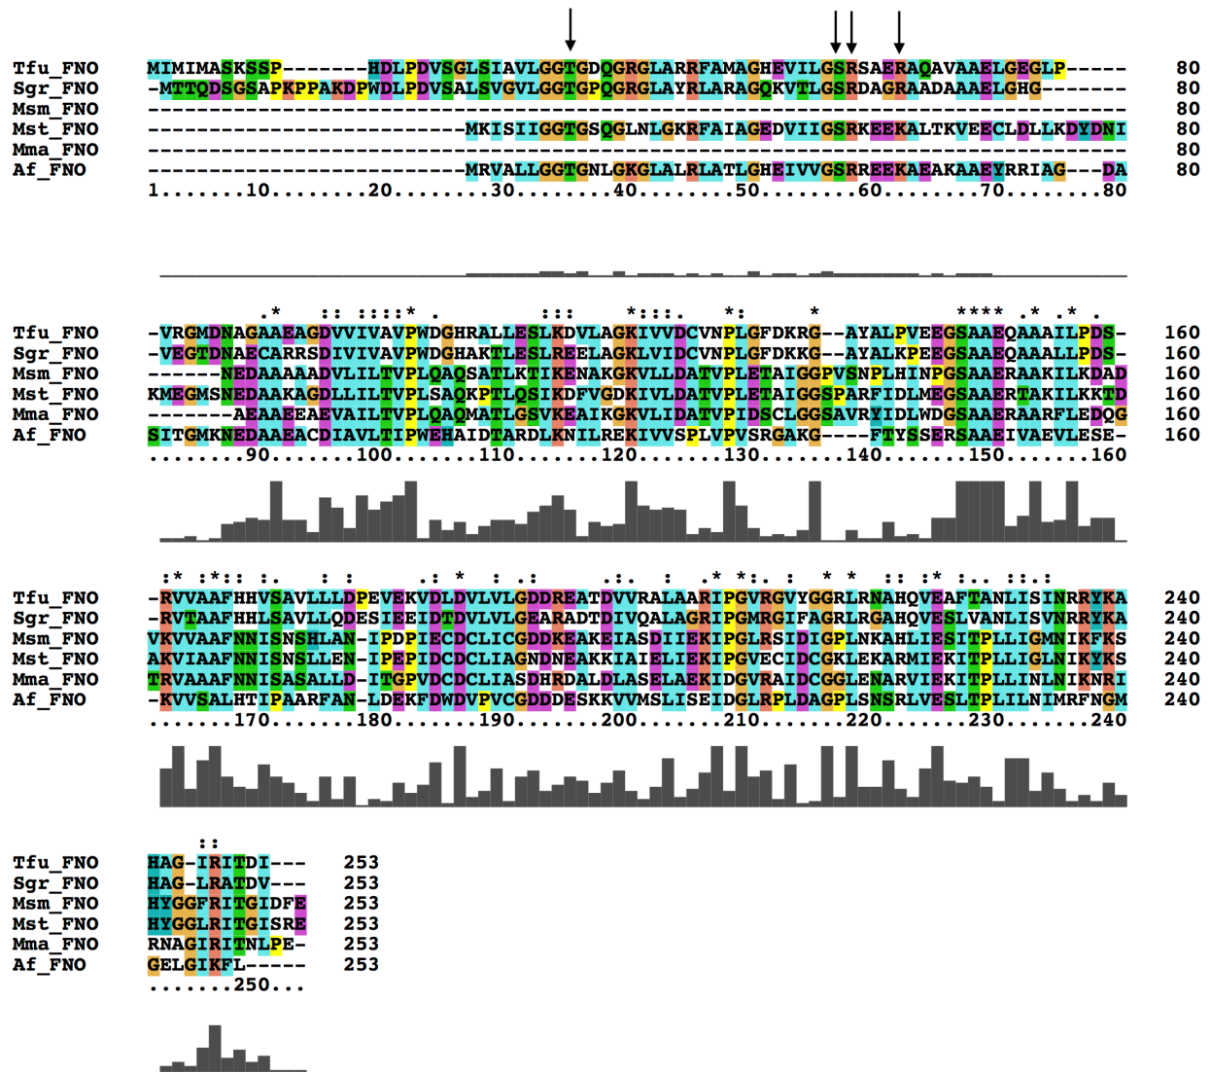 Tfu_FNO MIMIMASKSSP-------HDLPDVSGLSIAVLGGTGDQGRGLARRFAMAGHEVILGSRSAERAQAVAAELGEGLP----- 80
Sgr_FNO -MTTQDSGSAPKPPAKDPWDLPDVSALSVGVLGGTGPQGRGLAYRLARAGQKVTLGSRDAGRAADAAAELGHG------- 80
Msm_FNO -------------------------------------------------------------------------------- 80
Mst_FNO --------------------------MKISIIGGTGSQGLNLGKRFAIAGEDVIIGSRKEEKALTKVEECLDLLKDYDNI 80
Mma_FNO -------------------------------------------------------------------------------- 80
Af_FNO --------------------------MRVALLGGTGNLGKGLALRLATLGHEIVVGSRREEKAEAKAAEYRRIAG---DA 80
1.......10........20........30........40........50........60........70........80
.* :: ::::* . ::: *::: *: * **** .* :* .
Tfu_FNO -VRGMDNAGAAEAGDVVIVAVPWDGHRALLESLKDVLAGKIVVDCVNPLGFDKRG--AYALPVEEGSAAEQAAAILPDS- 160
Sgr_FNO -VEGTDNAECARRSDIVIVAVPWDGHAKTLESLREELAGKLVIDCVNPLGFDKKG--AYALKPEEGSAAEQAAALLPDS- 160
Msm_FNO ------NEDAAAAADVLILTVPLQAQSATLKTIKENAKGKVLLDATVPLETAIGGPVSNPLHINPGSAAERAAKILKDAD 160
Mst_FNO KMEGMSNEDAAKAGDLLILTVPLSAQKPTLQSIKDFVGDKIVLDATVPLETAIGGSPARFIDLMEGSAAERTAKILKKTD 160
Mma_FNO -------AEAAEEAEVAILTVPLQAQMATLGSVKEAIKGKVLIDATVPIDSCLGGSAVRYIDLWDGSAAERAARFLEDQG 160
Af_FNO SITGMKNEDAAEACDIAVLTIPWEHAIDTARDLKNILREKIVVSPLVPVSRGAKG----FTYSSERSAAEIVAEVLESE- 160
........90........100.......110.......120.......130.......140.......150.......160
:* :*:: :. : : .: * : .: .: .:* *:. : * * :: :* :.. ::.:
Tfu_FNO -RVVAAFHHVSAVLLLDPEVEKVDLDVLVLGDDREATDVVRALAARIPGVRGVYGGRLRNAHQVEAFTANLISINRRYKA 240
Sgr_FNO -RVTAAFHHLSAVLLQDESIEEIDTDVLVLGEARADTDIVQALAGRIPGMRGIFAGRLRGAHQVESLVANLISVNRRYKA 240
Msm_FNO VKVVAAFNNISNSHLAN-IPDPIECDCLICGDDKEAKEIASDIIEKIPGLRSIDIGPLNKAHLIESITPLLIGMNIKFKS 240
Mst_FNO AKVIAAFNNISNSLLEN-IPEPIDCDCLIAGNDNEAKKIAIELIEKIPGVECIDCGKLEKARMIEKITPLLIGLNIKYKS 240
Mma_FNO TRVAAAFNNISASALLD-ITGPVDCDCLIASDHRDALDLASELAEKIDGVRAIDCGGLENARVIEKITPLLINLNIKNRI 240
Af_FNO -KVVSALHTIPAARFAN-LDEKFDWDVPVCGDDDESKKVVMSLISEIDGLRPLDAGPLSNSRLVESLTPLILNIMRFNGM 240
........170.......180.......190.......200.......210.......220.......230.......240
::
Tfu_FNO HAG-IRITDI--- 253
Sgr_FNO HAG-LRATDV--- 253
Msm_FNO HYGGFRITGIDFE 253
Mst_FNO HYGGLRITGISRE 253
Mma_FNO RNAGIRITNLPE- 253
Af_FNO GELGIKFL----- 253
.......250...